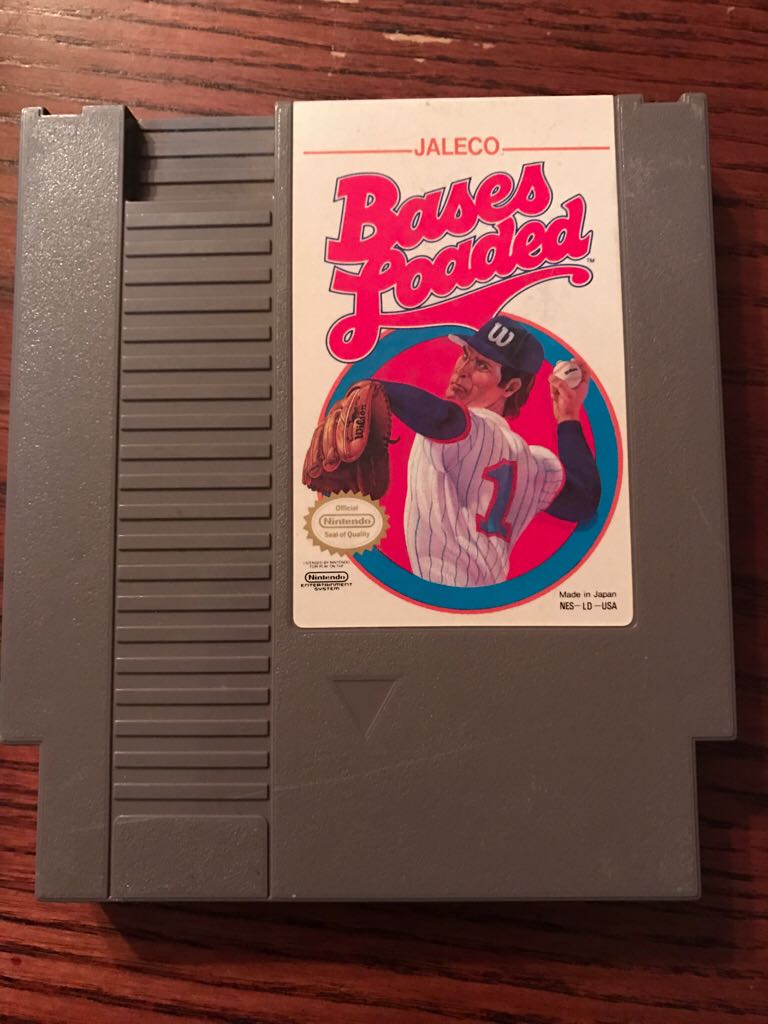 JALECO
Bases
Loaded
TM
W
Wilson
1
Official
Nintendo
Seal of Quality
LICENSED BY NINTENDO
FOR PLAY ON THE
Nintendo
ENTERTAINMENT
SYSTEM
Made in Japan
NES-LD-USA